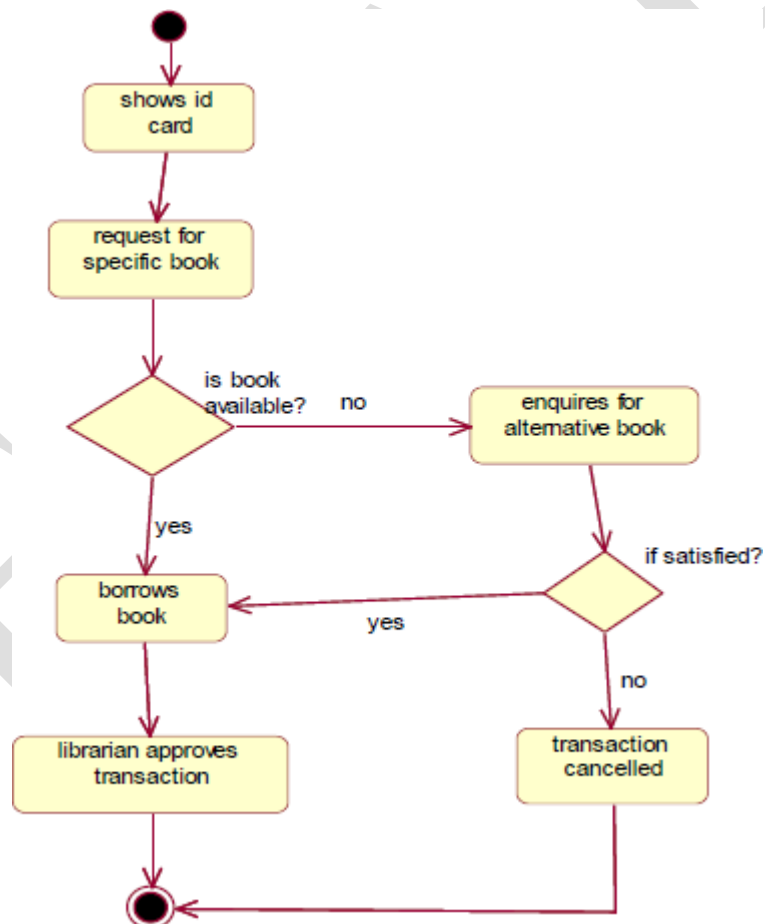 shows id
card
request for
specific book
is book
available?
no
enquires for
alternative book
yes
if satisfied?
borrows
book
yes
no
librarian approves
transaction
transaction
cancelled